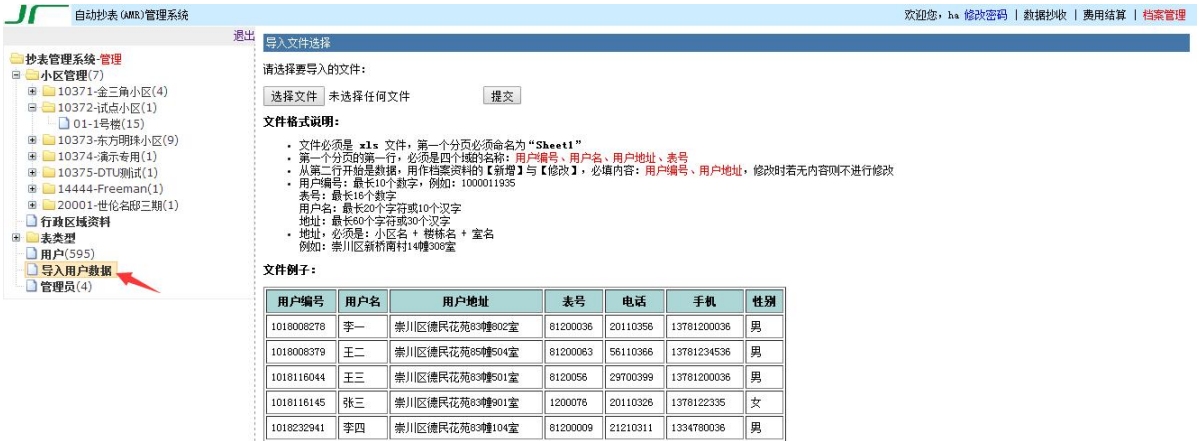 自动抄表(AMR)管理系统
欢迎您，ha 修改密码 | 数据抄收 | 费用结算 | 档案管理
退出
抄表管理系统-管理
小区管理(7)
10371-金三角小区(4)
10372-试点小区(1)
01-1号楼(15)
10373-东方明珠小区(9)
10374-演示专用(1)
10375-DTU测试(1)
14444-Freeman(1)
20001-世伦名邸三期(1)
行政区域资料
表类型
用户(595)
导入用户数据
管理员(4)
导入文件选择
请选择要导入的文件：
选择文件 未选择任何文件 提交
文件格式说明：
文件必须是 xls 文件，第一个分页必须命名为“Sheet1”
第一个分页的第一行，必须是四个域的名称：用户编号、用户名、用户地址、表号
从第二行开始是数据，用作档案资料的【新增】与【修改】，必填内容：用户编号、用户地址，修改时若无内容则不进行修改
用户编号：最长10个数字，例如：1000011935
表号：最长16个数字
用户名：最长20个字符或10个汉字
地址：最长60个字符或30个汉字
地址，必须是：小区名 + 楼栋名 + 室名
例如：崇川区新桥南村14幢308室
文件例子：
用户编号 用户名 用户地址 表号 电话 手机 性别
1018008278 李一 崇川区德民花苑83幢802室 81200036 20110356 13781200036 男
1018008379 王二 崇川区德民花苑85幢504室 81200063 56110366 13781234536 男
1018116044 王三 崇川区德民花苑83幢501室 8120056 29700399 13781200036 男
1018116145 张三 崇川区德民花苑83幢901室 1200076 20110326 1378122335 女
1018232941 李四 崇川区德民花苑83幢104室 81200009 21210311 1334780036 男